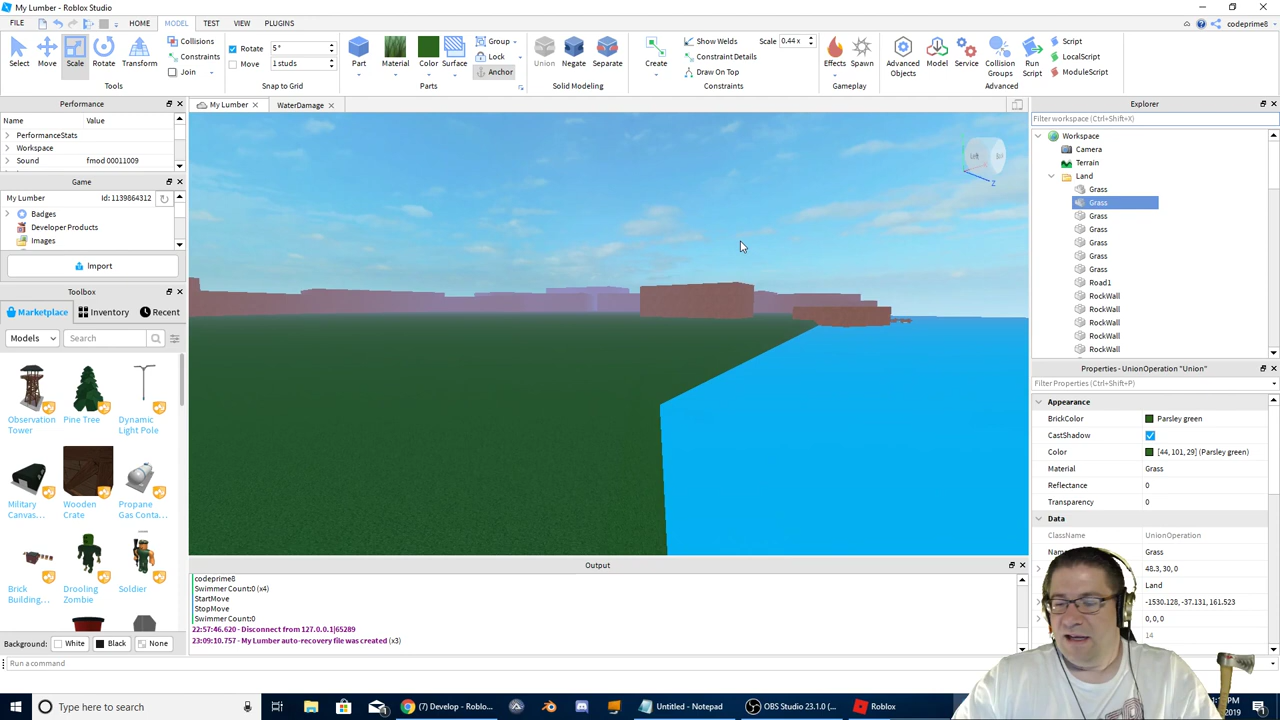 My Lumber - Roblox Studio
FILE HOME MODEL TEST VIEW PLUGINS codeprime8
Select Move Scale Rotate Transform
Collisions
Constraints
Join
Tools
Rotate 5°
Move 1 studs
Snap to Grid
Part Material Color Surface
Group
Lock
Anchor
Parts
Union Negate Separate
Solid Modeling
Create
Show Welds Scale 0.44 x
Constraint Details
Draw On Top
Constraints
Effects Spawn
Gameplay
Advanced Objects Model Service Collision Groups Run Script
Script
LocalScript
ModuleScript
Advanced
Performance
Name Value
PerformanceStats
Workspace
Sound fmod 00011009
Game
My Lumber Id: 1139864312
Badges
Developer Products
Images
Import
Toolbox
Marketplace Inventory Recent
Models Search
Observation Tower
Pine Tree
Dynamic Light Pole
Military Canvas...
Wooden Crate
Propane Gas Conta...
Brick Building...
Drooling Zombie
Soldier
Background: White Black None
Run a command
My Lumber WaterDamage
Left
Z
Output
codeprime8
Swimmer Count:0 (x4)
StartMove
StopMove
Swimmer Count:0
22:57:46.620 - Disconnect from 127.0.0.1|65289
23:09:10.757 - My Lumber auto-recovery file was created (x3)
Explorer
Filter workspace (Ctrl+Shift+X)
Workspace
Camera
Terrain
Land
Grass
Grass
Grass
Grass
Grass
Grass
Grass
Road1
RockWall
RockWall
RockWall
RockWall
RockWall
Properties - UnionOperation "Union"
Filter Properties (Ctrl+Shift+P)
Appearance
BrickColor Parsley green
CastShadow
Color [44, 101, 29] (Parsley green)
Material Grass
Reflectance 0
Transparency 0
Data
ClassName UnionOperation
Grass
48.3, 30, 0
Land
-1530.128, -37.131, 161.523
0, 0, 0
14
Type here to search
(7) Develop - Roblo...
Untitled - Notepad
OBS Studio 23.1.0 (...
Roblox